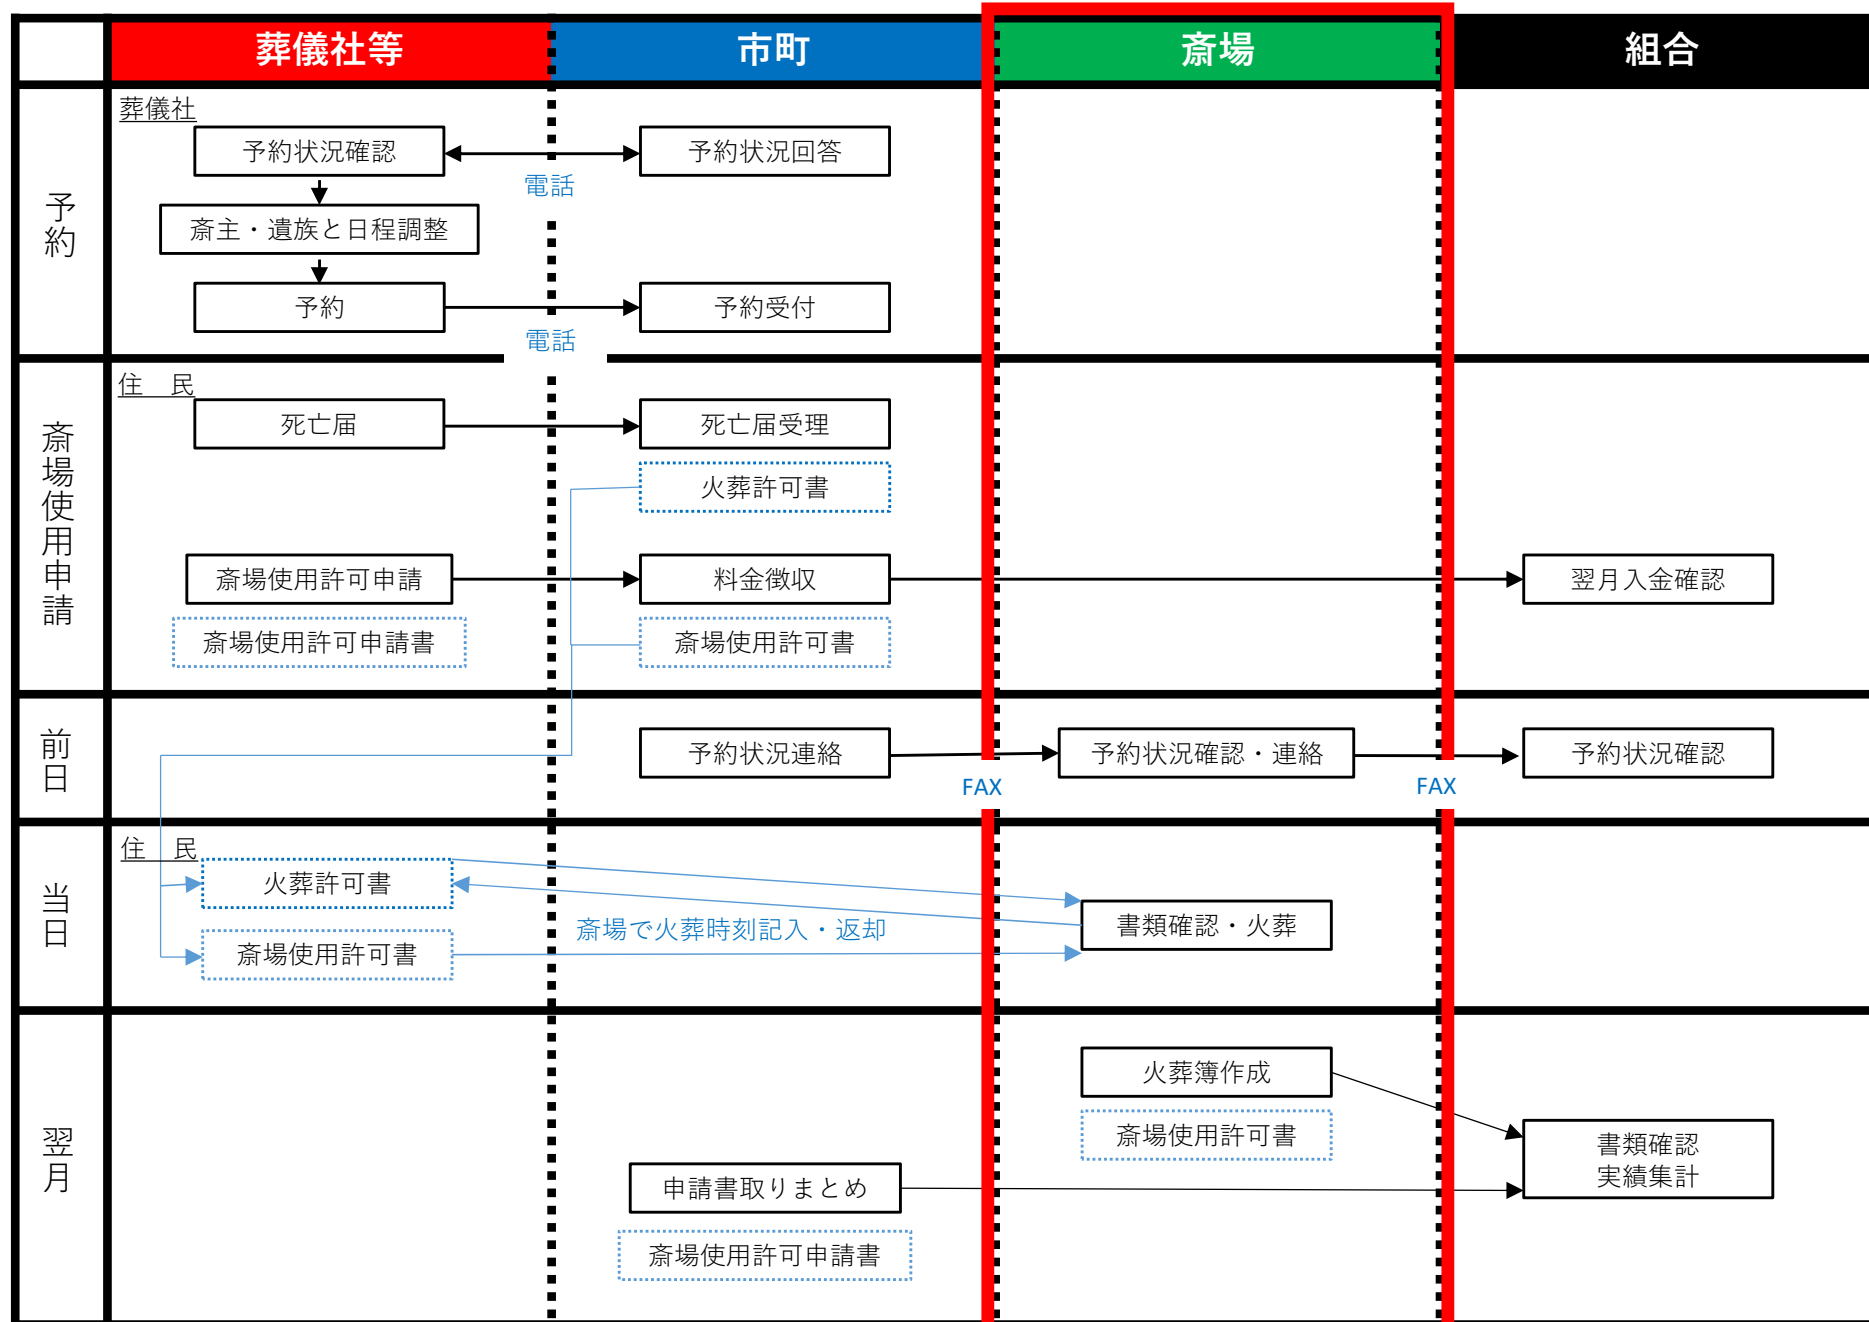 葬儀社等
市町
斎場
組合
予約
葬儀社
予約状況確認
予約状況回答
電話
斎主・遺族と日程調整
予約
予約受付
電話
斎場使用申請
住　民
死亡届
死亡届受理
火葬許可書
斎場使用許可申請
料金徴収
翌月入金確認
斎場使用許可申請書
斎場使用許可書
前日
予約状況連絡
予約状況確認・連絡
予約状況確認
FAX
FAX
当日
住　民
火葬許可書
書類確認・火葬
斎場で火葬時刻記入・返却
斎場使用許可書
翌月
火葬簿作成
斎場使用許可書
書類確認
実績集計
申請書取りまとめ
斎場使用許可申請書